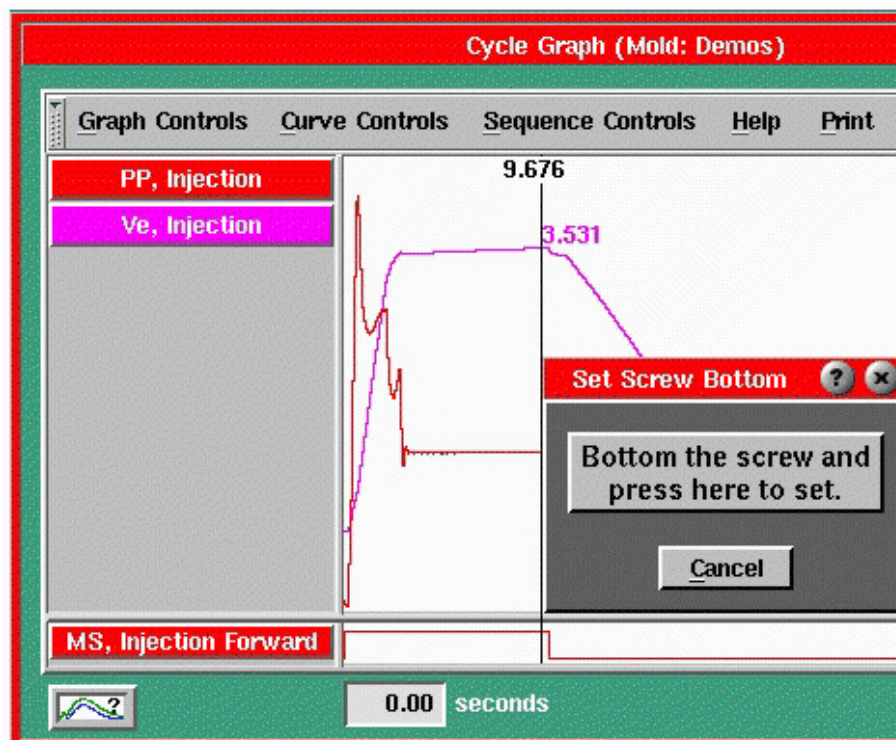 Cycle Graph (Mold: Demos)
Graph Controls Curve Controls Sequence Controls Help Print
PP, Injection
Ve, Injection
9.676
3.531
Set Screw Bottom ? x
Bottom the screw and
press here to set.
Cancel
MS, Injection Forward
? 0.00 seconds